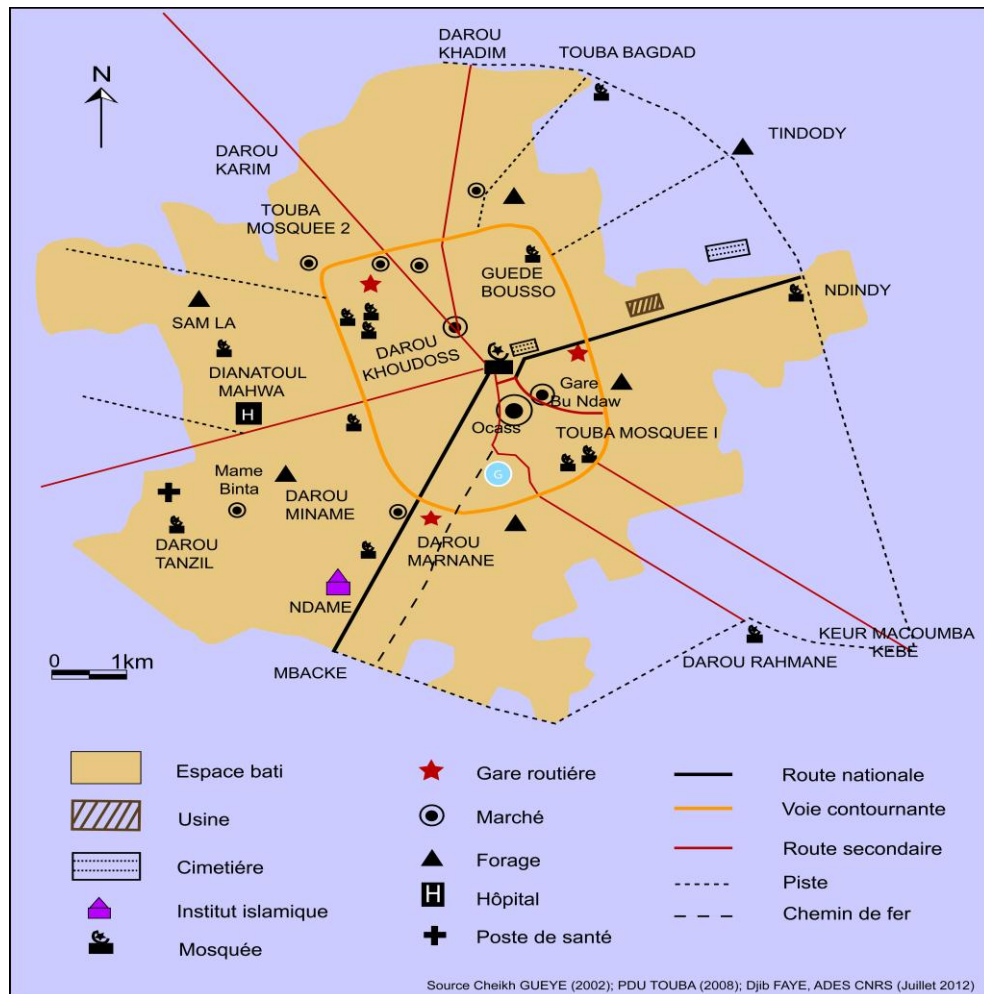 DAROU
KHADIM
TOUBA BAGDAD
N
TINDODY
DAROU
KARIM
TOUBA
MOSQUEE 2
GUEDE
BOUSSO
NDINDY
SAM LA
DAROU
KHOUDOSS
DIANATOUL
MAHWA
H
Gare
Bu Ndaw
Ocass
TOUBA MOSQUEE I
G
Mame
Binta
DAROU
MINAME
DAROU
TANZIL
DAROU
MARNANE
NDAME
KEUR MACOUMBA
KEBE
DAROU RAHMANE
0 1km
MBACKE
Espace bati
Gare routiére
Route nationale
Usine
Marché
Voie contournante
Cimetiére
Forage
Route secondaire
Institut islamique
H Hôpital
Piste
Mosquée
Poste de santé
Chemin de fer
Source Cheikh GUEYE (2002); PDU TOUBA (2008); Djib FAYE, ADES CNRS (Juillet 2012)